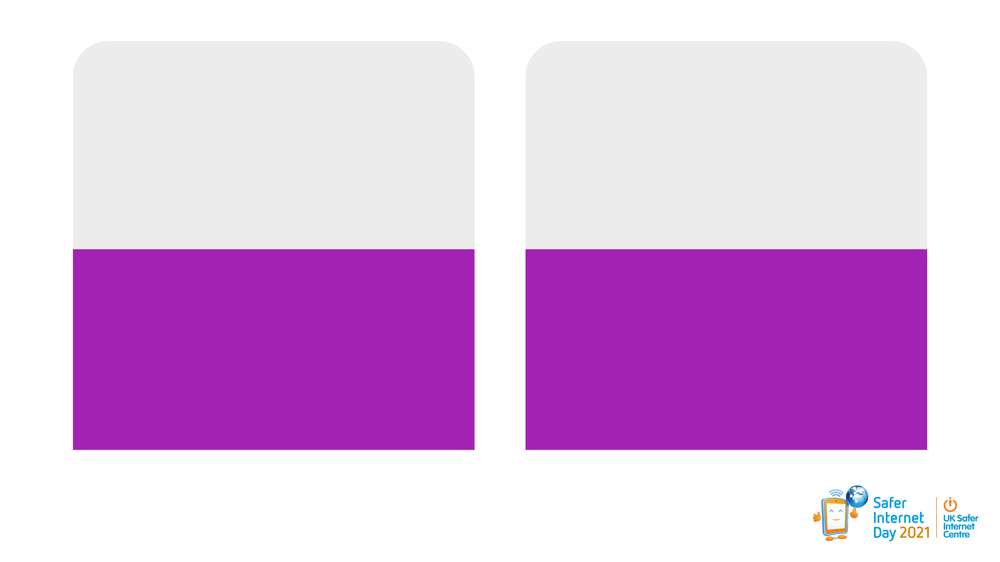 Safer
Internet
Day 2021
UK Safer
Internet
Centre